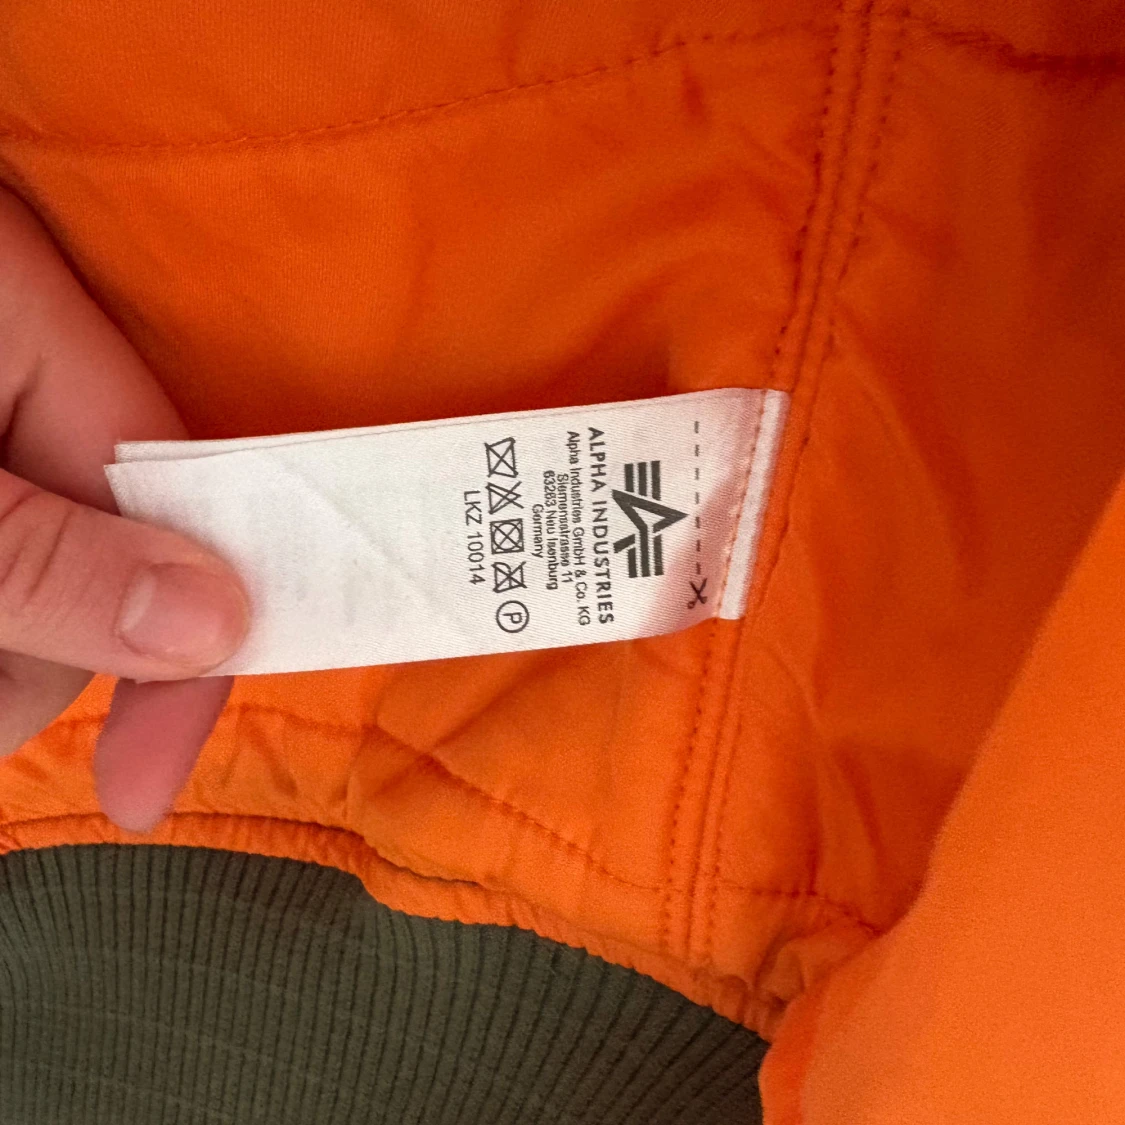 ALPHA INDUSTRIES
Alpha Industries GmbH & Co. KG
Siemensstrasse 11
63263 Neu Isenburg
Germany
P
LKZ 10014